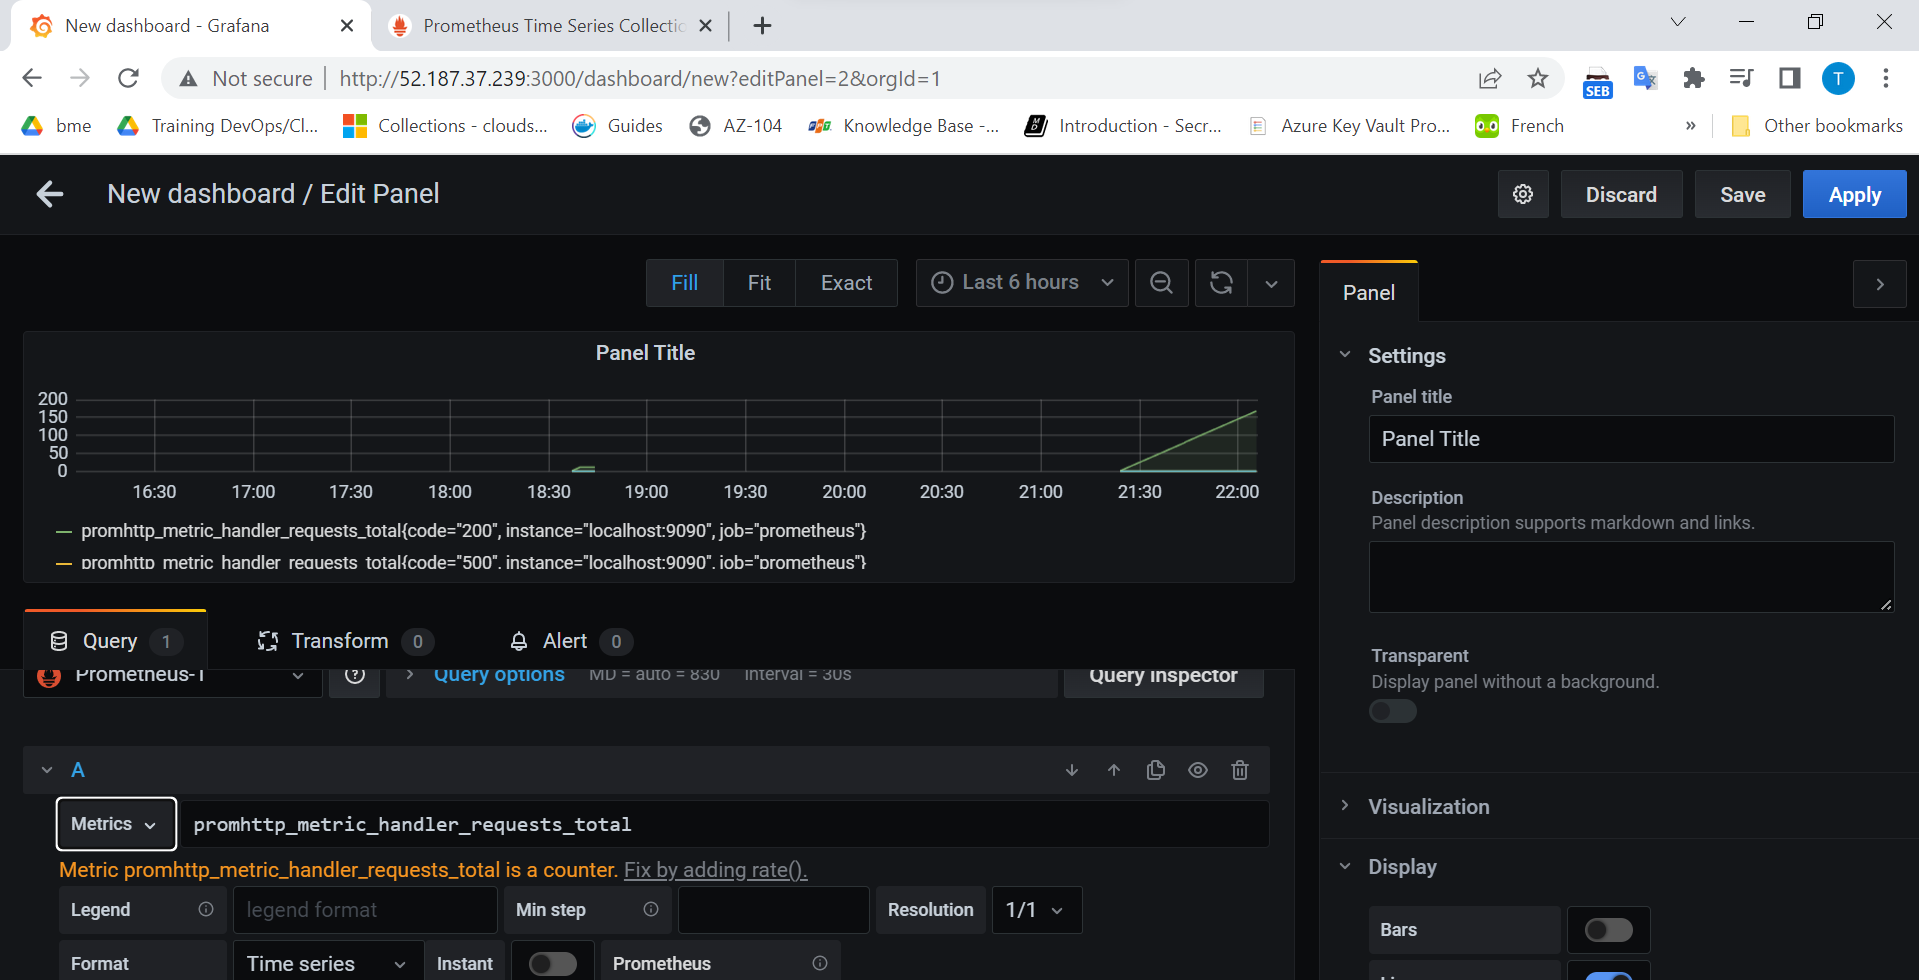 New dashboard - Grafana
Prometheus Time Series Collectic
Not secure
http://52.187.37.239:3000/dashboard/new?editPanel=2&orgId=1
SEB
T
bme
Training DevOps/Cl...
Collections - clouds...
Guides
AZ-104
Knowledge Base -...
Introduction - Secr...
Azure Key Vault Pro...
French
»
Other bookmarks
New dashboard / Edit Panel
Discard
Save
Apply
Fill
Fit
Exact
Last 6 hours
Panel
Panel Title
200
150
100
50
0
16:30 17:00 17:30 18:00 18:30 19:00 19:30 20:00 20:30 21:00 21:30 22:00
promhttp_metric_handler_requests_total{code="200", instance="localhost:9090", job="prometheus"}
promhttp_metric_handler_requests_total{code="500", instance="localhost:9090", job="prometheus"}
Settings
Panel title
Panel Title
Description
Panel description supports markdown and links.
Transparent
Display panel without a background.
Visualization
Display
Bars
Query 1
Transform 0
Alert 0
Prometheus-1
Query options
MD = auto = 830
Interval = 30s
Query inspector
A
Metrics
promhttp_metric_handler_requests_total
Metric promhttp_metric_handler_requests_total is a counter. Fix by adding rate().
Legend
legend format
Min step
Resolution
1/1
Format
Time series
Instant
Prometheus